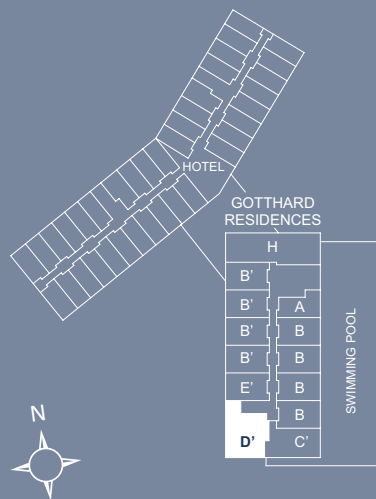 HOTEL
GOTTHARD
RESIDENCES
H
B'
B'
A
B'
B
B'
B
E'
B
B
D'
C'
SWIMMING POOL
N